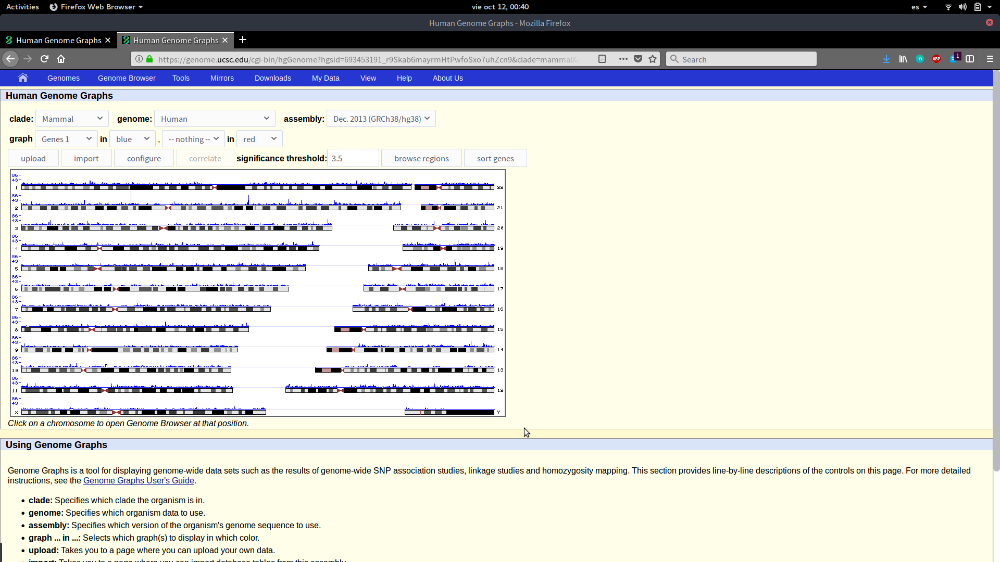 Activities Firefox Web Browser vie oct 12, 00:40 es
Human Genome Graphs - Mozilla Firefox
Human Genome Graphs Human Genome Graphs
https://genome.ucsc.edu/cgi-bin/hgGenome?hgsid=693453191_r9Skab6mayrmHtPwfoSxo7uhZcn9&clade=mammal& Search ABP 1
Genomes Genome Browser Tools Mirrors Downloads My Data View Help About Us
Human Genome Graphs
clade: Mammal genome: Human assembly: Dec. 2013 (GRCh38/hg38)
graph Genes 1 in blue , -- nothing -- in red
upload import configure correlate significance threshold: 3.5 browse regions sort genes
86-
43-
1 22
86-
43-
2 21
86-
43-
3 20
86-
43-
4 19
86-
43-
5 18
86-
43-
6 17
86-
43-
7 16
86-
43-
8 15
86-
43-
9 14
86-
43-
10 13
86-
43-
11 12
86-
43-
X Y
Click on a chromosome to open Genome Browser at that position.
Using Genome Graphs
Genome Graphs is a tool for displaying genome-wide data sets such as the results of genome-wide SNP association studies, linkage studies and homozygosity mapping. This section provides line-by-line descriptions of the controls on this page. For more detailed
instructions, see the Genome Graphs User's Guide.
• clade: Specifies which clade the organism is in.
• genome: Specifies which organism data to use.
• assembly: Specifies which version of the organism's genome sequence to use.
• graph ... in ...: Selects which graph(s) to display in which color.
• upload: Takes you to a page where you can upload your own data.
• import: Takes you to a page where you can import database tables from this assembly.